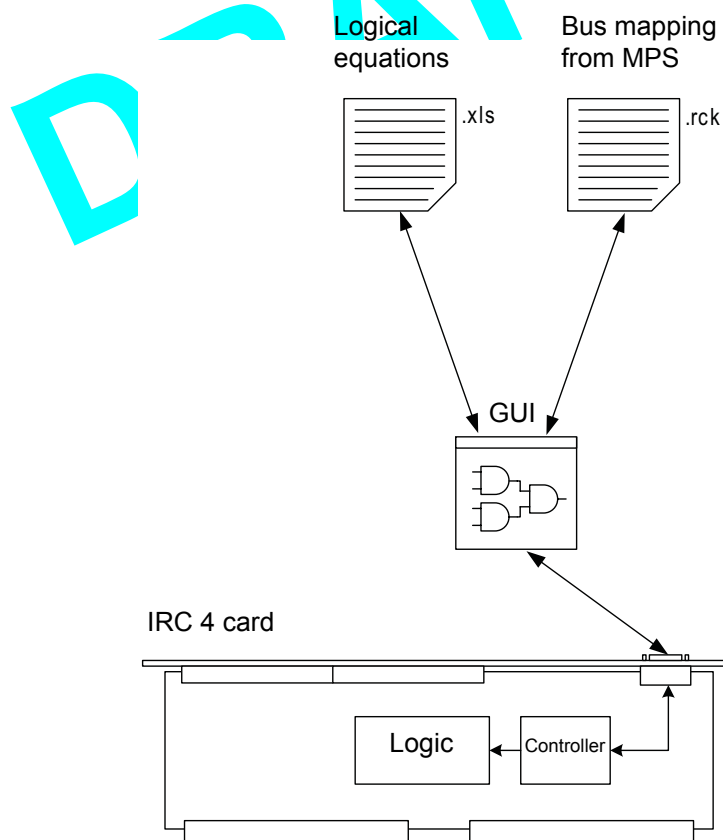 Logical
equations
Bus mapping
from MPS
.xls
.rck
GUI
IRC 4 card
Logic
Controller